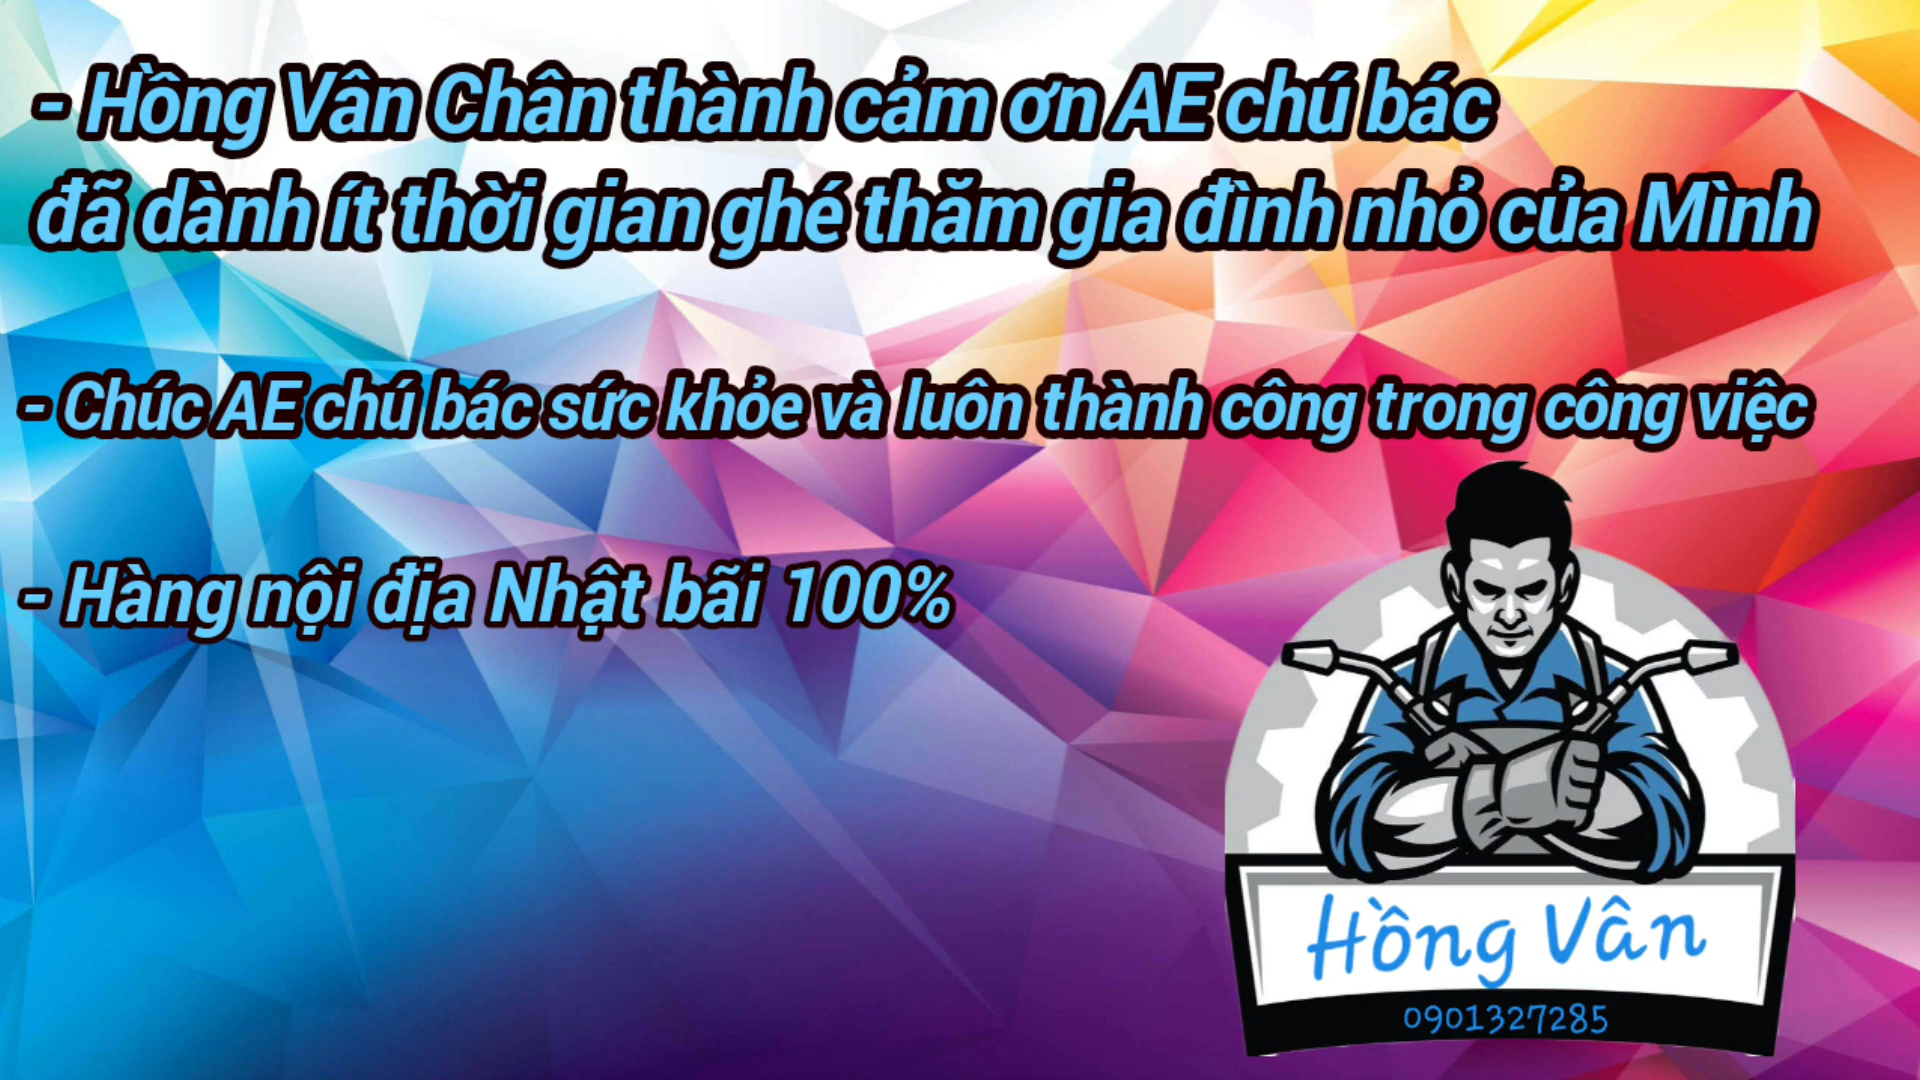 - Hồng Vân Chân thành cảm ơn AE chú bác
đã dành ít thời gian ghé thăm gia đình nhỏ của Mình
- Chúc AE chú bác sức khỏe và luôn thành công trong công việc
- Hàng nội địa Nhật bãi 100%
Hồng Vân
0901327285